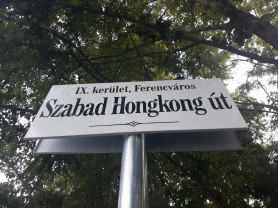 IX. kerület, Ferencváros
Szabad Hongkong út